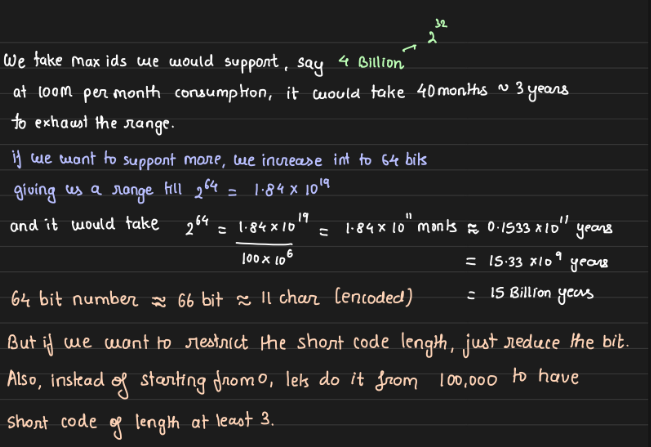 2^32
We take max ids we would support, say 4 Billion
at 100M per month consumption, it would take 40 months ~ 3 years
to exhaust the range.
if we want to support more, we increase int to 64 bits
giving us a range till 2^64 = 1.84 x 10^19
and it would take 2^64 = 1.84 x 10^19 / 100 x 10^6 = 1.84 x 10^11 months ≈ 0.1533 x 10^11 years
= 15.33 x 10^9 years
64 bit number ≈ 66 bit ≈ 11 char (encoded) = 15 Billion years
But if we want to restrict the short code length, just reduce the bit.
Also, instead of starting from 0, lets do it from 100,000 to have
short code of length at least 3.